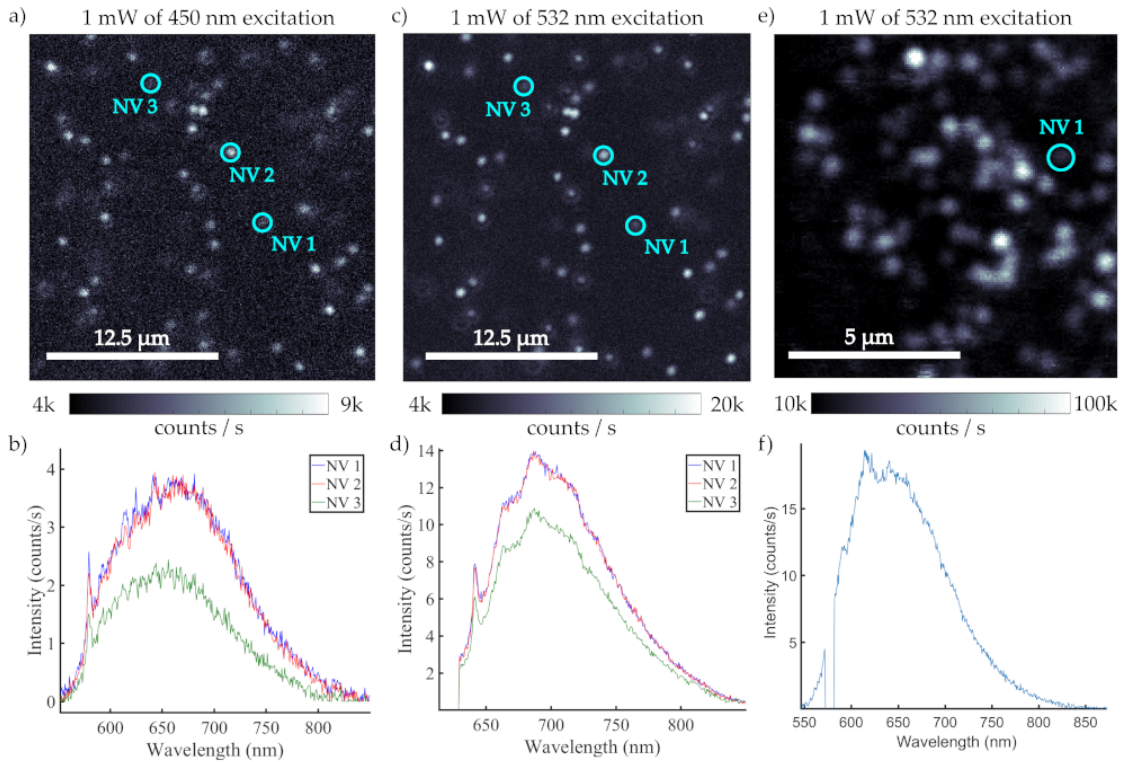 a) 1 mW of 450 nm excitation
NV 3
NV 2
NV 1
12.5 μm
4k 9k
counts / s
c) 1 mW of 532 nm excitation
NV 3
NV 2
NV 1
12.5 μm
4k 20k
counts / s
e) 1 mW of 532 nm excitation
NV 1
5 μm
10k 100k
counts / s
b)
NV 1
NV 2
NV 3
Intensity (counts/s)
4
3
2
1
0
600 650 700 750 800
Wavelength (nm)
d)
NV 1
NV 2
NV 3
Intensity (counts/s)
14
12
10
8
6
4
2
650 700 750 800
Wavelength (nm)
f)
Intensity (counts/s)
15
10
5
550 600 650 700 750 800 850
Wavelength (nm)